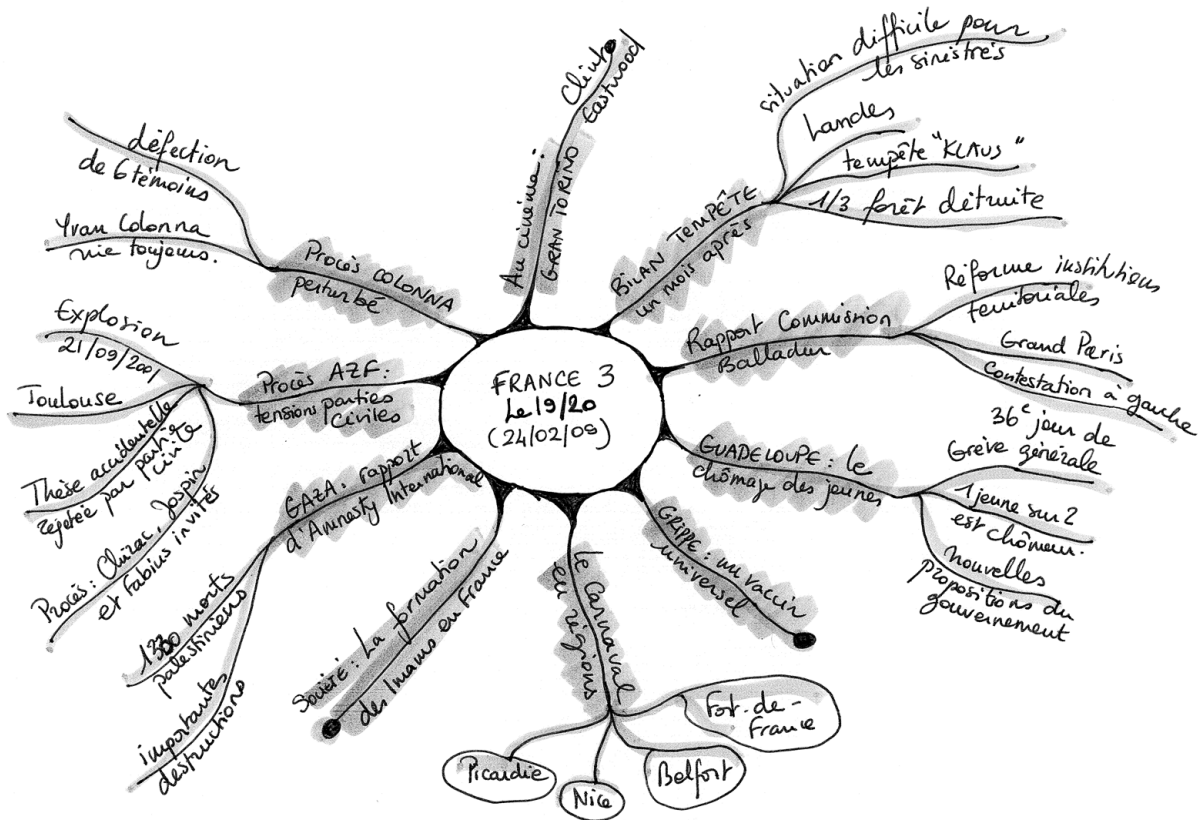 FRANCE 3
Le 19/20
(24/02/09)
BILAN TEMPÊTE
un mois après
situation difficile pour
les sinistrés
Landes
tempête "KLAUS"
1/3 forêt détruite
Rapport Commission
Balladur
Réforme institutions
territoriales
Grand Paris
Contestation à gauche
GUADELOUPE : le
chômage des jeunes
36e jour de
Grève générale
1 jeune sur 2
est chômeur.
nouvelles
propositions du
gouvernement
GRIPPE : un vaccin
universel
Le Carnaval
en régions
Fort-de-
France
Belfort
Nice
Picardie
Société : La formation
des Imams en France
GAZA : rapport
d'Amnesty International
1330 morts
palestiniens
importantes
destructions
Procès AZF :
tensions parties
civiles
Explosion
21/09/2001
Toulouse
Thèse accidentelle
rejetée par partie
civile
Procès : Chirac, Jospin
et Fabius invités
Procès COLONNA
perturbé
défection
de 6 témoins
Yvan Colonna
nie toujours.
Au cinéma :
GRAN TORINO
Clint
Eastwood